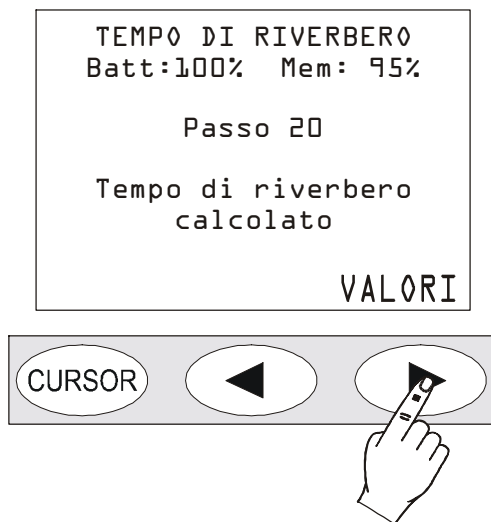 TEMPO DI RIVERBERO
Batt:100% Mem: 95%
Passo 20
Tempo di riverbero
calcolato
VALORI
CURSOR